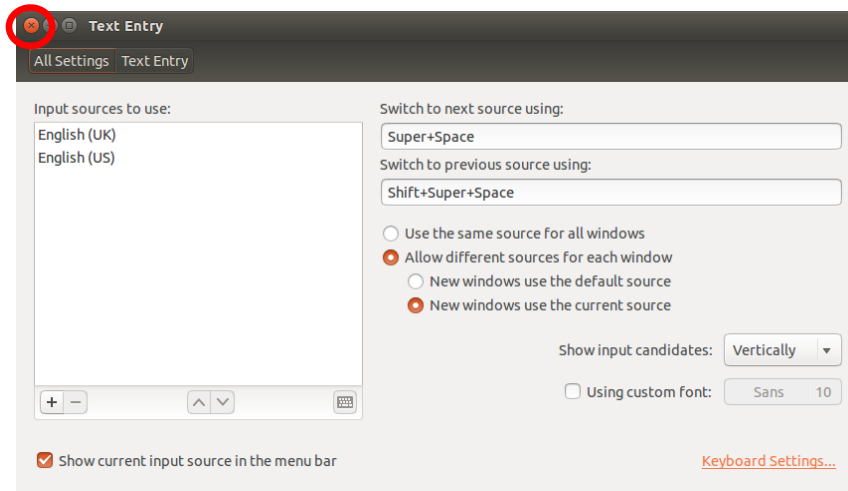 Text Entry
All Settings Text Entry
Input sources to use:
English (UK)
English (US)
Switch to next source using:
Super+Space
Switch to previous source using:
Shift+Super+Space
Use the same source for all windows
Allow different sources for each window
New windows use the default source
New windows use the current source
Show input candidates: Vertically
Using custom font: Sans 10
Show current input source in the menu bar
Keyboard Settings...